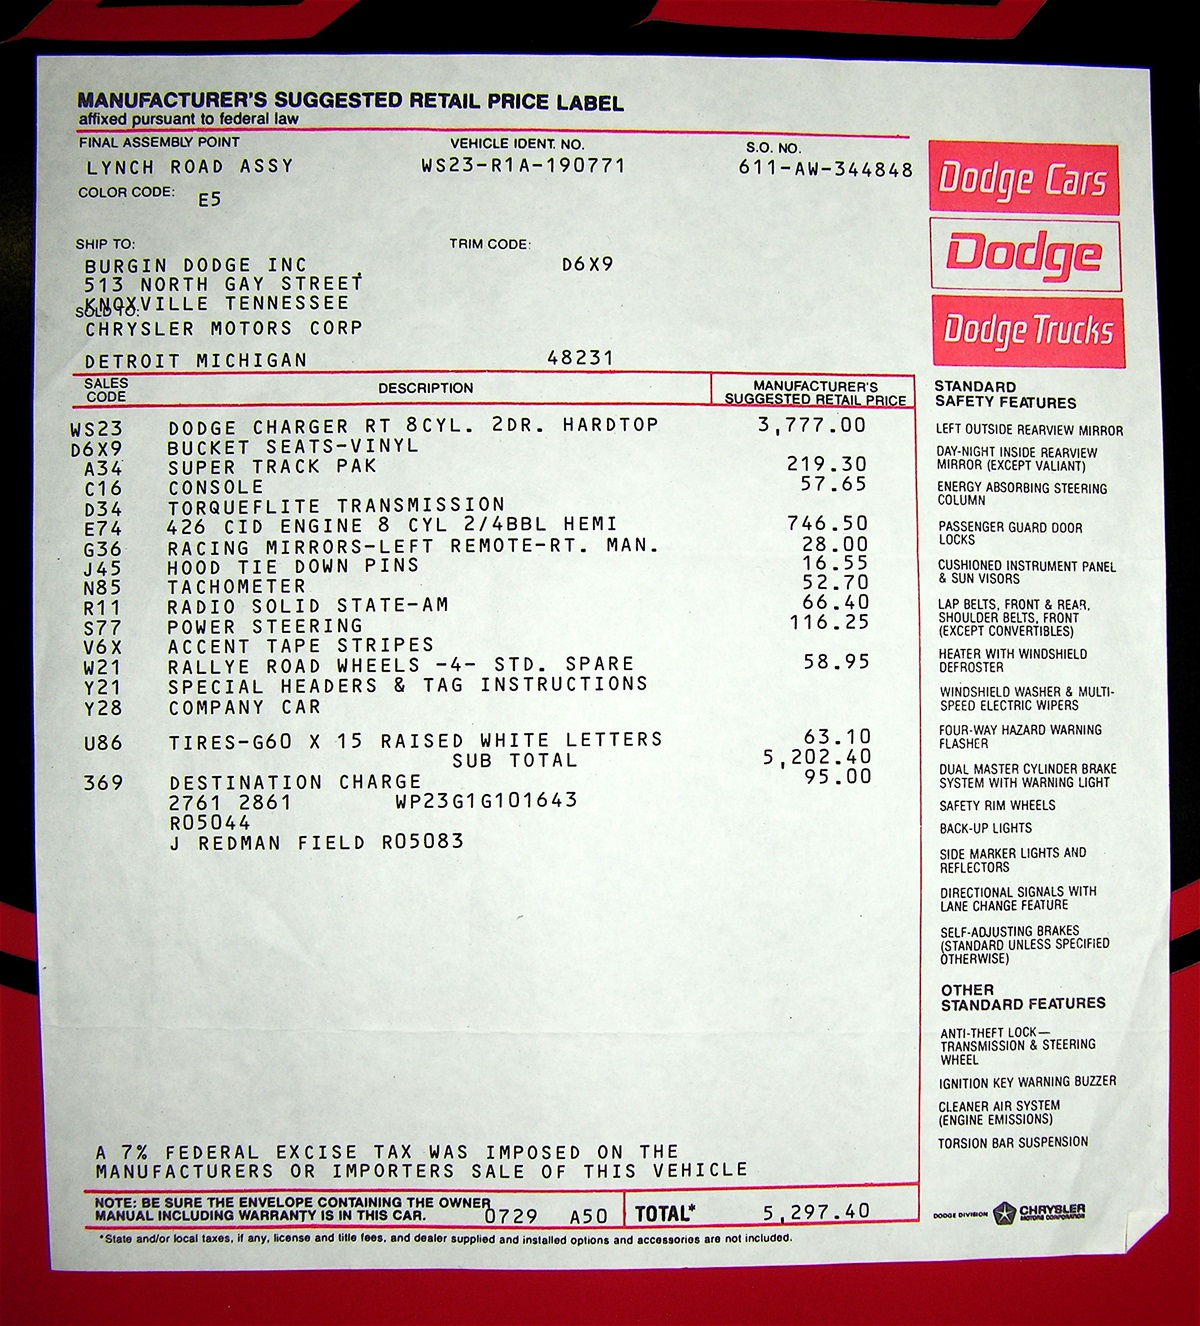 MANUFACTURER'S SUGGESTED RETAIL PRICE LABEL
affixed pursuant to federal law
FINAL ASSEMBLY POINT VEHICLE IDENT. NO. S.O. NO.
LYNCH ROAD ASSY WS23-R1A-190771 611-AW-344848
COLOR CODE: E5
SHIP TO: TRIM CODE:
BURGIN DODGE INC D6X9
513 NORTH GAY STREET
KNOXVILLE TENNESSEE
SOLD TO:
CHRYSLER MOTORS CORP
DETROIT MICHIGAN 48231
SALES CODE DESCRIPTION MANUFACTURER'S SUGGESTED RETAIL PRICE
WS23 DODGE CHARGER RT 8CYL. 2DR. HARDTOP 3,777.00
D6X9 BUCKET SEATS-VINYL
A34 SUPER TRACK PAK 219.30
C16 CONSOLE 57.65
D34 TORQUEFLITE TRANSMISSION
E74 426 CID ENGINE 8 CYL 2/4BBL HEMI 746.50
G36 RACING MIRRORS-LEFT REMOTE-RT. MAN. 28.00
J45 HOOD TIE DOWN PINS 16.55
N85 TACHOMETER 52.70
R11 RADIO SOLID STATE-AM 66.40
S77 POWER STEERING 116.25
V6X ACCENT TAPE STRIPES
W21 RALLYE ROAD WHEELS -4- STD. SPARE 58.95
Y21 SPECIAL HEADERS & TAG INSTRUCTIONS
Y28 COMPANY CAR
U86 TIRES-G60 X 15 RAISED WHITE LETTERS 63.10
SUB TOTAL 5,202.40
369 DESTINATION CHARGE 95.00
2761 2861 WP23G1G101643
R05044
J REDMAN FIELD R05083
A 7% FEDERAL EXCISE TAX WAS IMPOSED ON THE
MANUFACTURERS OR IMPORTERS SALE OF THIS VEHICLE
NOTE: BE SURE THE ENVELOPE CONTAINING THE OWNER
MANUAL INCLUDING WARRANTY IS IN THIS CAR. 0729 A50 TOTAL* 5,297.40
*State and/or local taxes, if any, license and title fees, and dealer supplied and installed options and accessories are not included.
Dodge Cars
Dodge
Dodge Trucks
STANDARD
SAFETY FEATURES
LEFT OUTSIDE REARVIEW MIRROR
DAY-NIGHT INSIDE REARVIEW
MIRROR (EXCEPT VALIANT)
ENERGY ABSORBING STEERING
COLUMN
PASSENGER GUARD DOOR
LOCKS
CUSHIONED INSTRUMENT PANEL
& SUN VISORS
LAP BELTS, FRONT & REAR,
SHOULDER BELTS, FRONT
(EXCEPT CONVERTIBLES)
HEATER WITH WINDSHIELD
DEFROSTER
WINDSHIELD WASHER & MULTI-
SPEED ELECTRIC WIPERS
FOUR-WAY HAZARD WARNING
FLASHER
DUAL MASTER CYLINDER BRAKE
SYSTEM WITH WARNING LIGHT
SAFETY RIM WHEELS
BACK-UP LIGHTS
SIDE MARKER LIGHTS AND
REFLECTORS
DIRECTIONAL SIGNALS WITH
LANE CHANGE FEATURE
SELF-ADJUSTING BRAKES
(STANDARD UNLESS SPECIFIED
OTHERWISE)
OTHER
STANDARD FEATURES
ANTI-THEFT LOCK—
TRANSMISSION & STEERING
WHEEL
IGNITION KEY WARNING BUZZER
CLEANER AIR SYSTEM
(ENGINE EMISSIONS)
TORSION BAR SUSPENSION
DODGE DIVISION CHRYSLER
MOTORS CORPORATION